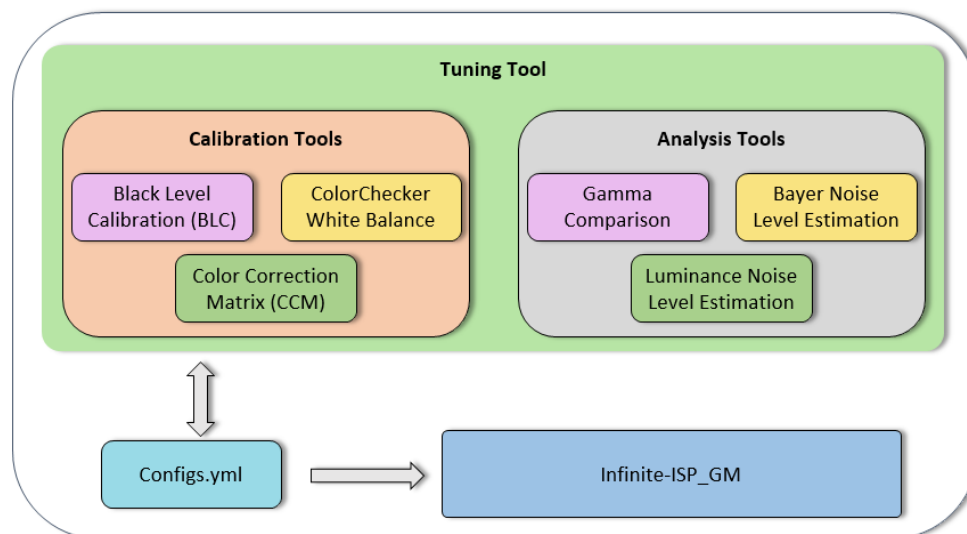 Tuning Tool
Calibration Tools
Black Level
Calibration (BLC)
ColorChecker
White Balance
Color Correction
Matrix (CCM)
Analysis Tools
Gamma
Comparison
Bayer Noise
Level Estimation
Luminance Noise
Level Estimation
Configs.yml
Infinite-ISP_GM